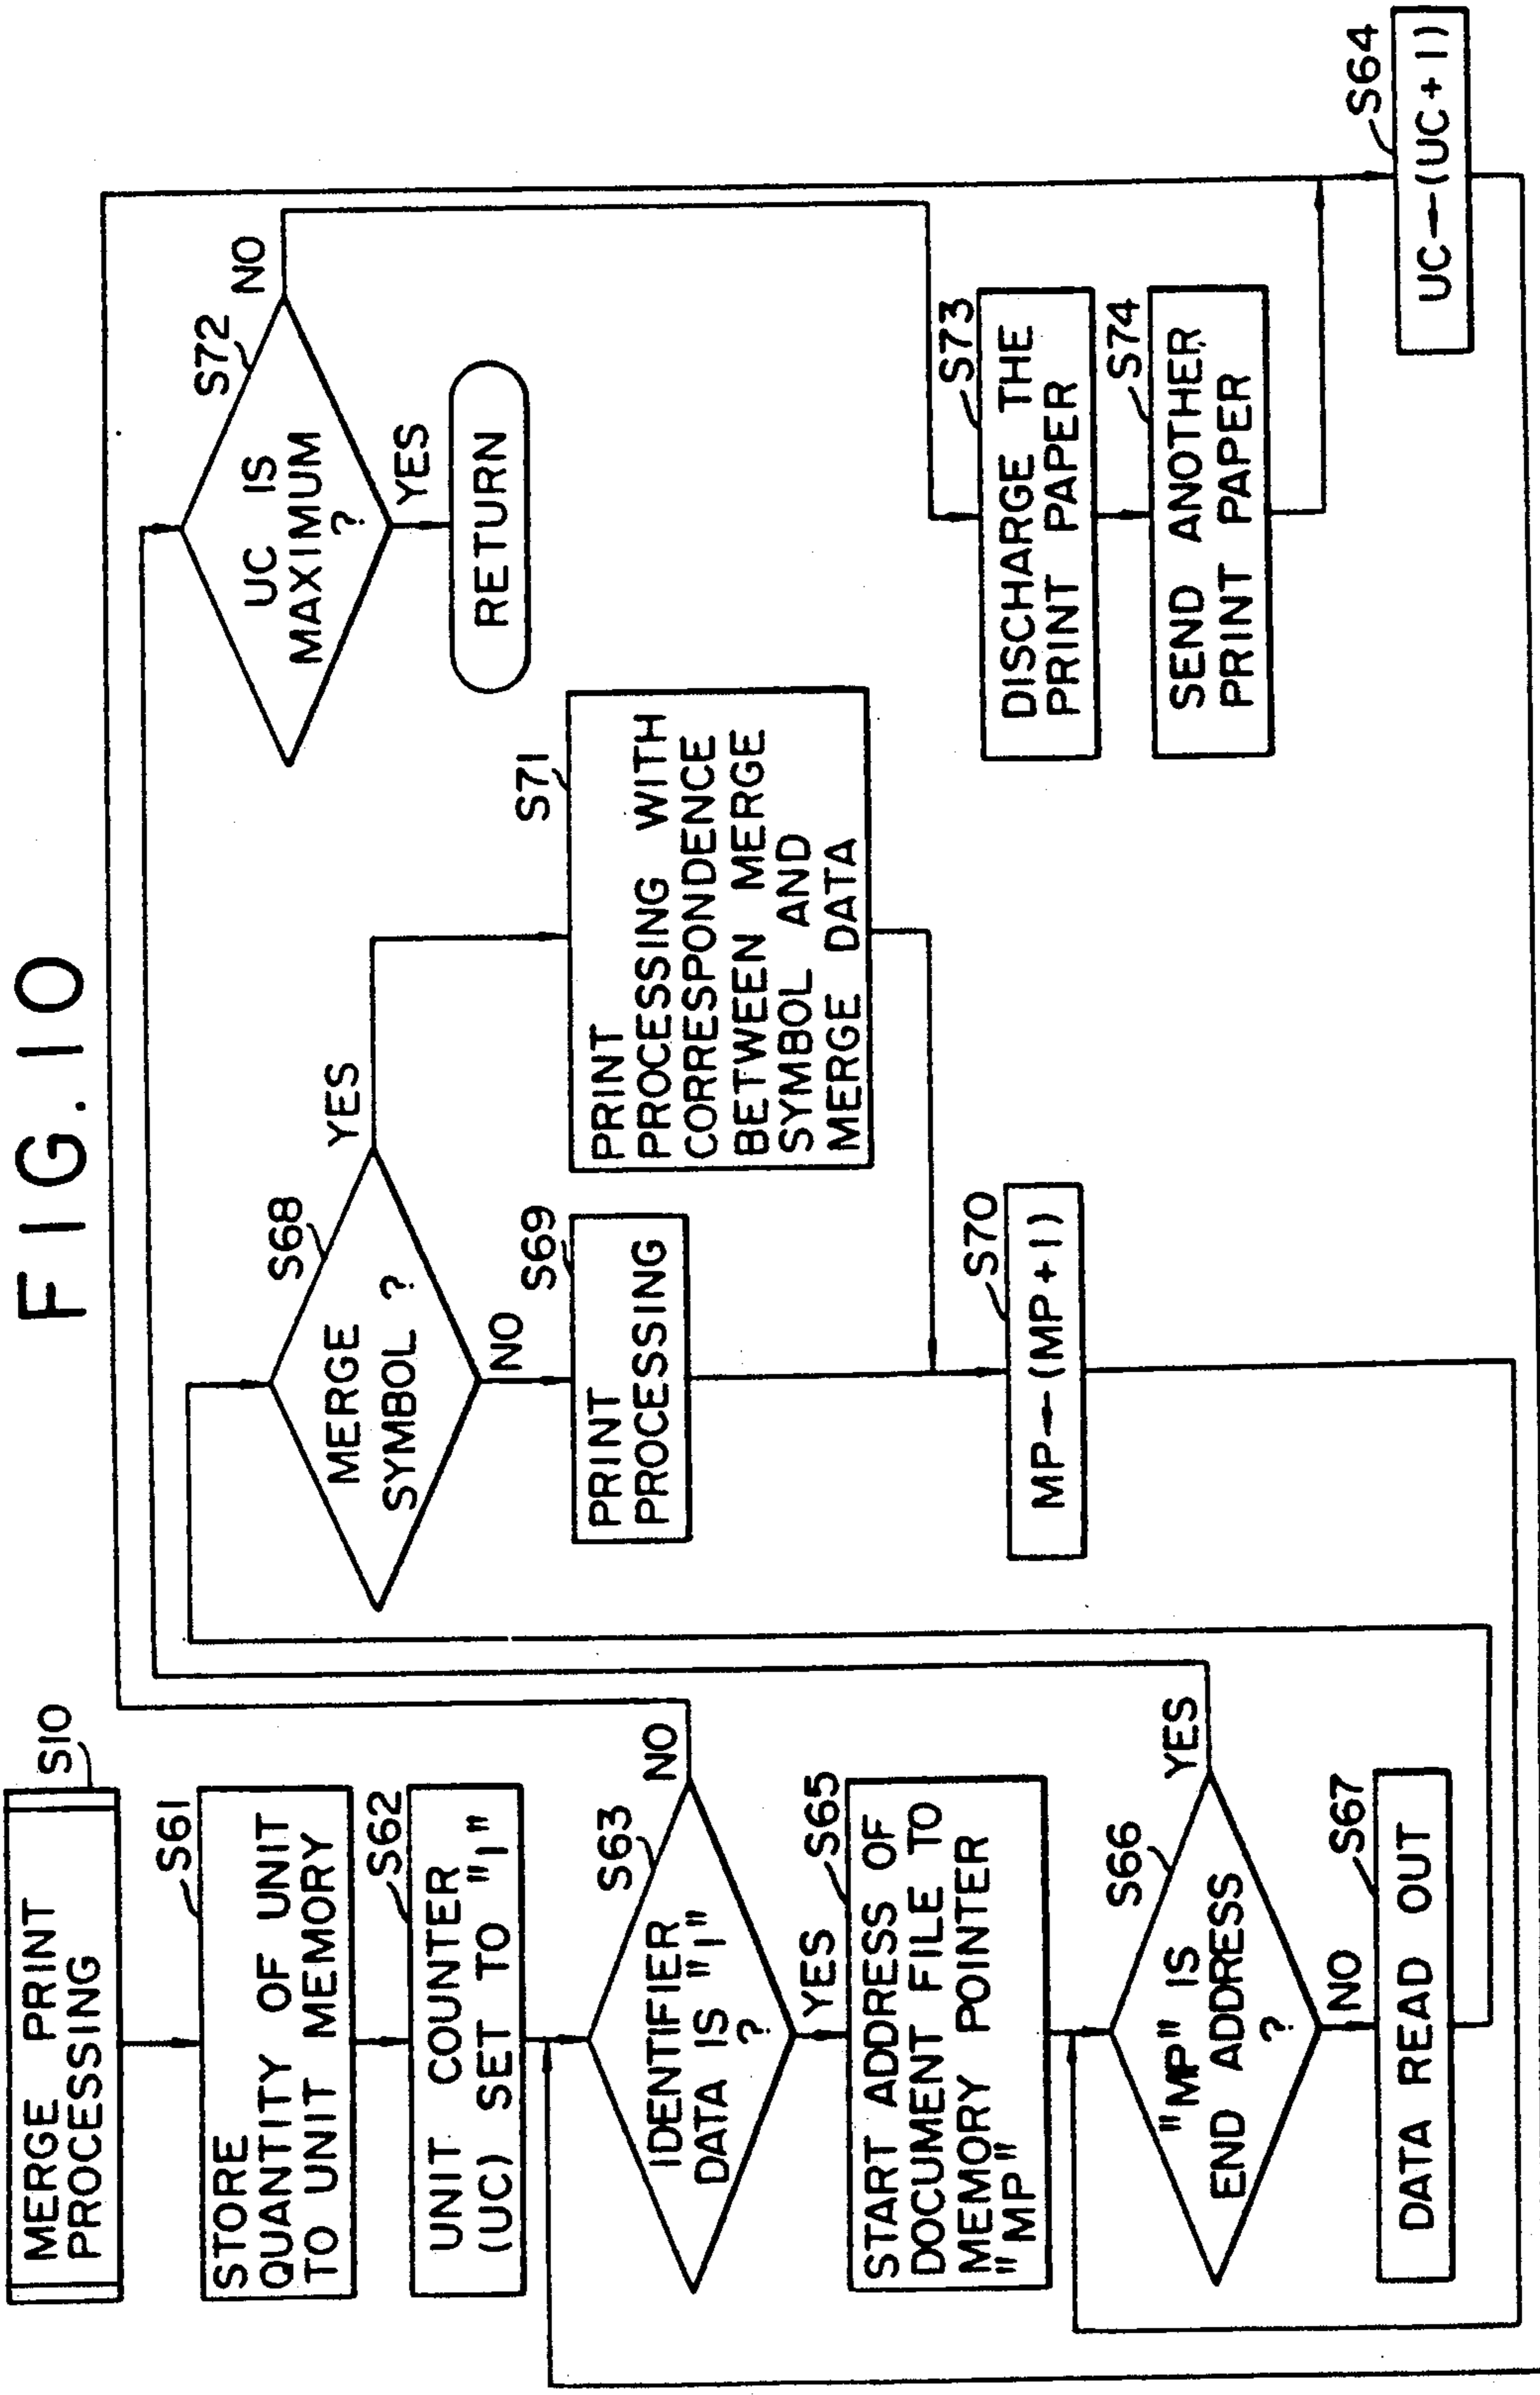 FIG. 10
MERGE PRINT
PROCESSING
S10
S61
STORE
QUANTITY OF UNIT
TO UNIT MEMORY
S62
UNIT COUNTER
(UC) SET TO "1"
S63
IDENTIFIER
DATA IS "1"
?
NO
YES
S65
START ADDRESS OF
DOCUMENT FILE TO
MEMORY POINTER
"MP"
S66
"MP" IS
END ADDRESS
?
YES
NO
S67
DATA READ OUT
S68
MERGE
SYMBOL ?
YES
NO
S69
PRINT
PROCESSING
S70
MP←(MP+1)
S71
PRINT
PROCESSING WITH
CORRESPONDENCE
BETWEEN MERGE
SYMBOL AND
MERGE DATA
S72
UC IS
MAXIMUM
?
NO
YES
RETURN
S73
DISCHARGE THE
PRINT PAPER
S74
SEND ANOTHER
PRINT PAPER
S64
UC←(UC+1)